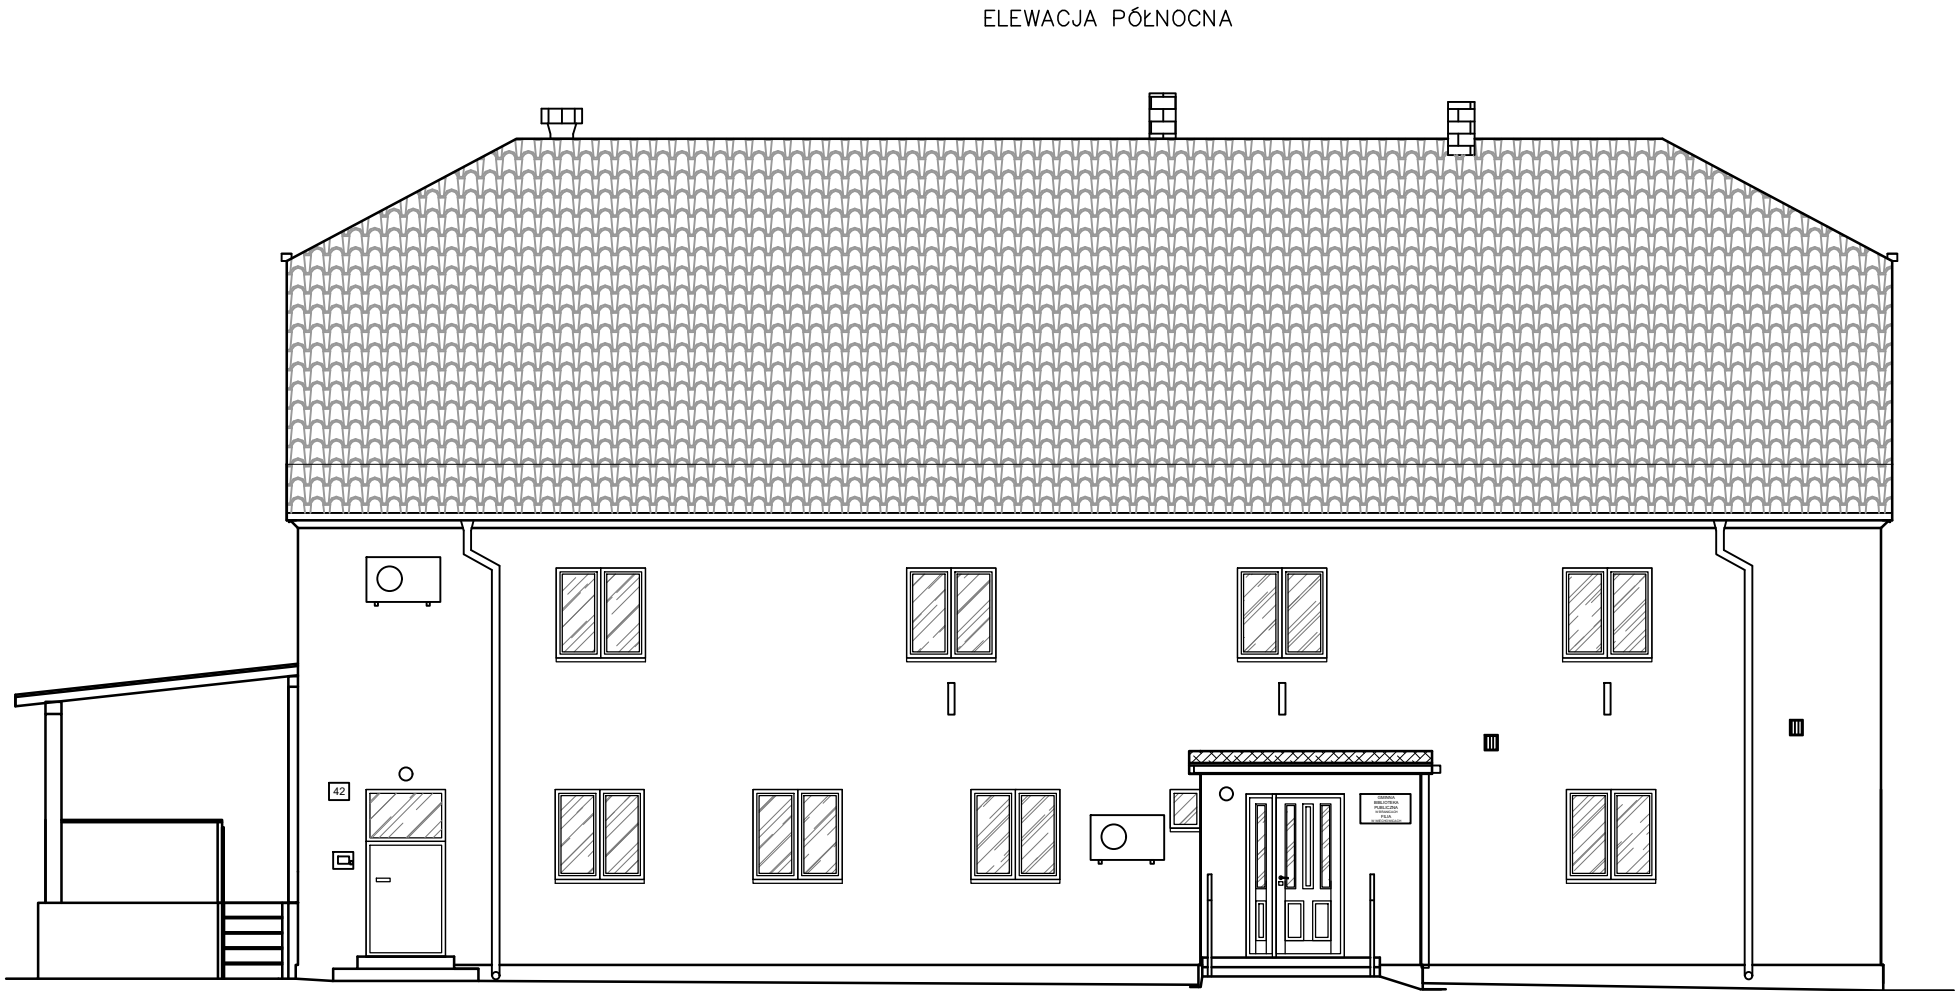 ELEWACJA PÓŁNOCNA
42
GMINNA
BIBLIOTEKA
PUBLICZNA
FILIA